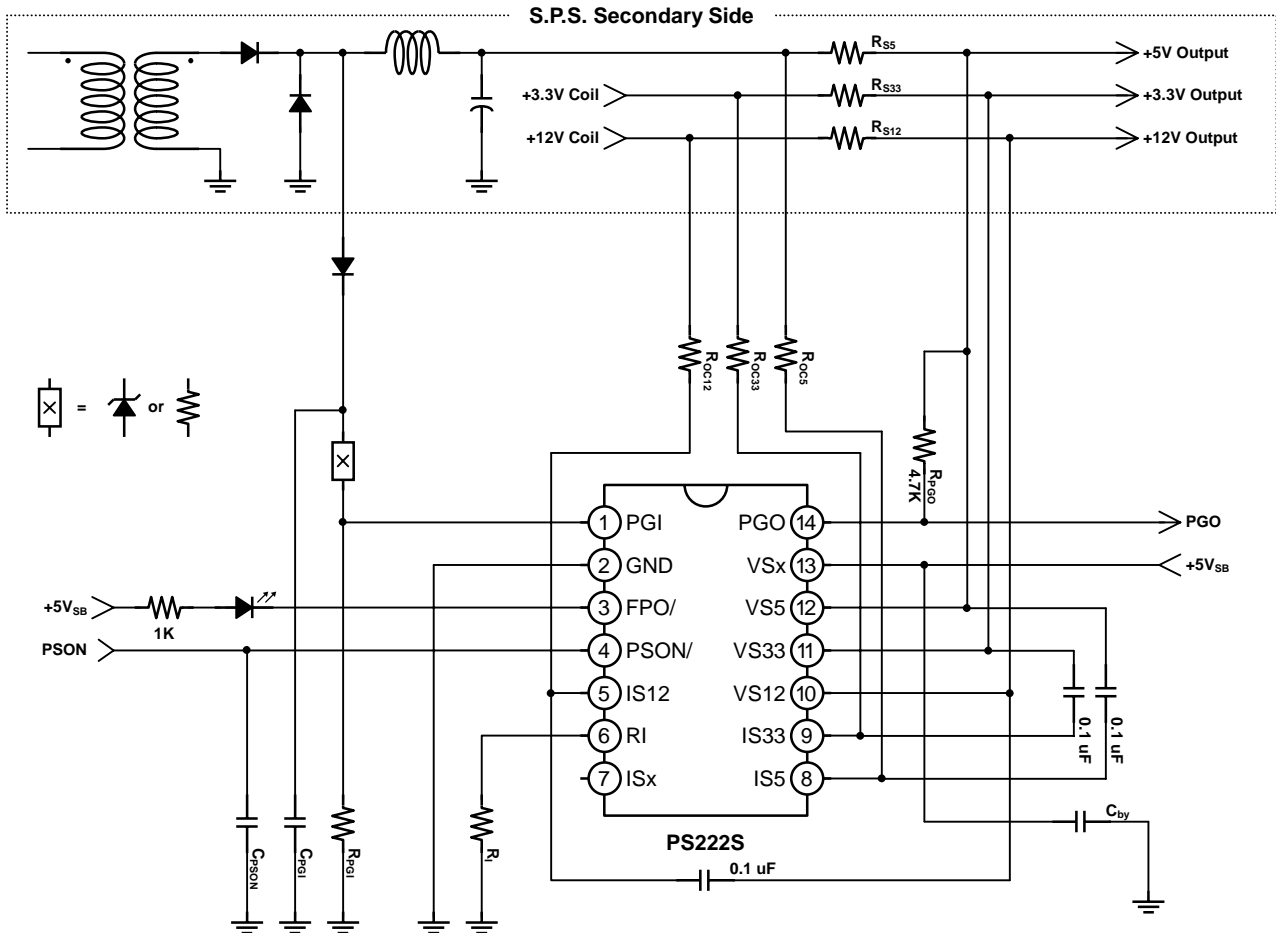 S.P.S. Secondary Side
RS5
+5V Output
+3.3V Coil
RS33
+3.3V Output
+12V Coil
RS12
+12V Output
ROC12
ROC33
ROC5
= or
RPGO
4.7K
1 PGI
PGO 14
PGO
2 GND
VSx 13
+5VSB
+5VSB
1K
3 FPO/
VS5 12
PSON
4 PSON/
VS33 11
5 IS12
VS12 10
6 RI
IS33 9
7 ISx
IS5 8
0.1 uF
0.1 uF
PS222S
Cby
CPSON
CPGI
RPGI
RI
0.1 uF